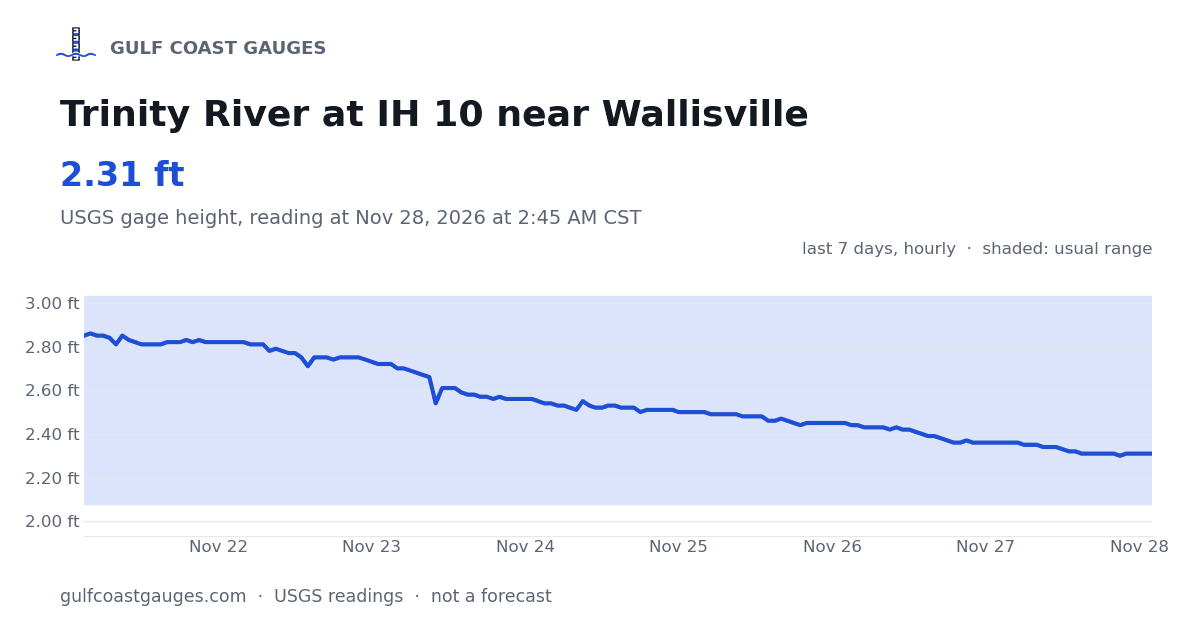 GULF COAST GAUGES
Trinity River at IH 10 near Wallisville
2.31 ft
USGS gage height, reading at Nov 28, 2026 at 2:45 AM CST
last 7 days, hourly · shaded: usual range
3.00 ft
2.80 ft
2.60 ft
2.40 ft
2.20 ft
2.00 ft
Nov 22 Nov 23 Nov 24 Nov 25 Nov 26 Nov 27 Nov 28
gulfcoastgauges.com · USGS readings · not a forecast